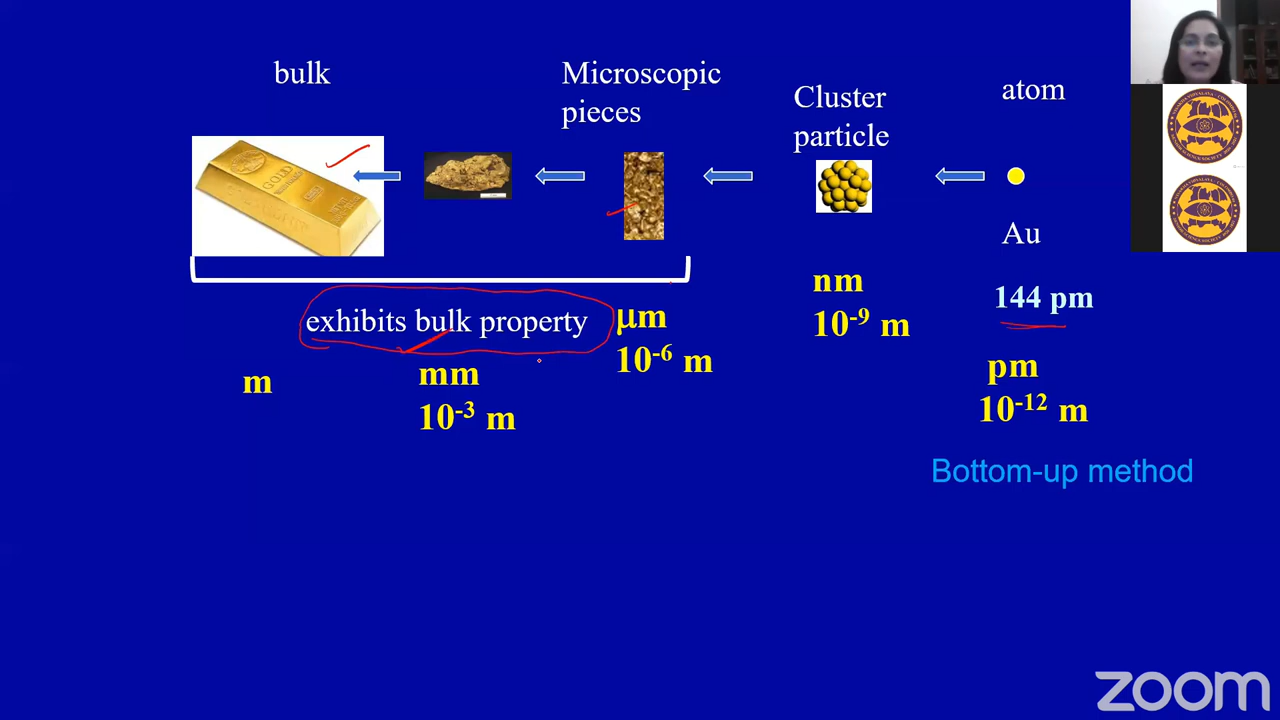 bulk
Microscopic
pieces
Cluster
particle
atom
GOLD
Au
nm
10⁻⁹ m
144 pm
exhibits bulk property
μm
10⁻⁶ m
m
mm
10⁻³ m
pm
10⁻¹² m
Bottom-up method
zoom